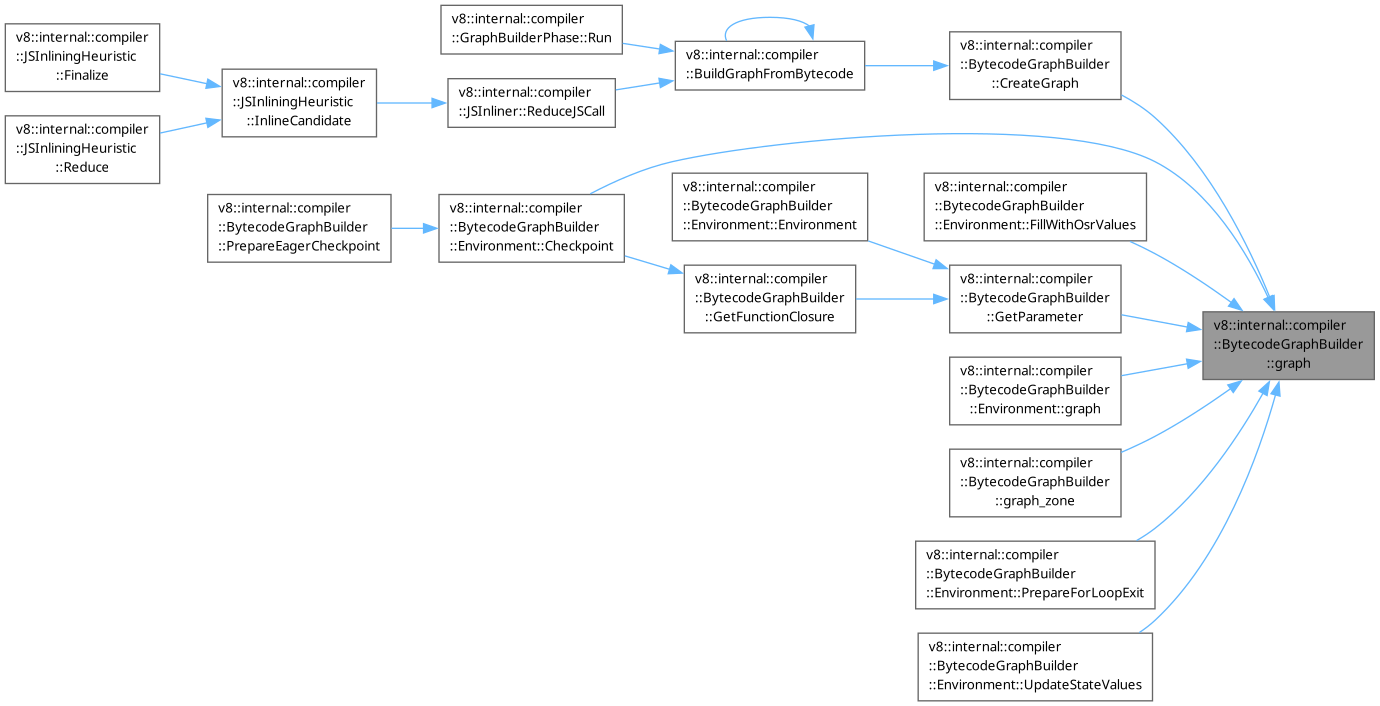 v8::internal::compiler
::JSInliningHeuristic
::Finalize
v8::internal::compiler
::JSInliningHeuristic
::Reduce
v8::internal::compiler
::JSInliningHeuristic
::InlineCandidate
v8::internal::compiler
::GraphBuilderPhase::Run
v8::internal::compiler
::JSInliner::ReduceJSCall
v8::internal::compiler
::BuildGraphFromBytecode
v8::internal::compiler
::BytecodeGraphBuilder
::CreateGraph
v8::internal::compiler
::BytecodeGraphBuilder
::PrepareEagerCheckpoint
v8::internal::compiler
::BytecodeGraphBuilder
::Environment::Checkpoint
v8::internal::compiler
::BytecodeGraphBuilder
::Environment::Environment
v8::internal::compiler
::BytecodeGraphBuilder
::Environment::FillWithOsrValues
v8::internal::compiler
::BytecodeGraphBuilder
::GetFunctionClosure
v8::internal::compiler
::BytecodeGraphBuilder
::GetParameter
v8::internal::compiler
::BytecodeGraphBuilder
::graph
v8::internal::compiler
::BytecodeGraphBuilder
::Environment::graph
v8::internal::compiler
::BytecodeGraphBuilder
::graph_zone
v8::internal::compiler
::BytecodeGraphBuilder
::Environment::PrepareForLoopExit
v8::internal::compiler
::BytecodeGraphBuilder
::Environment::UpdateStateValues